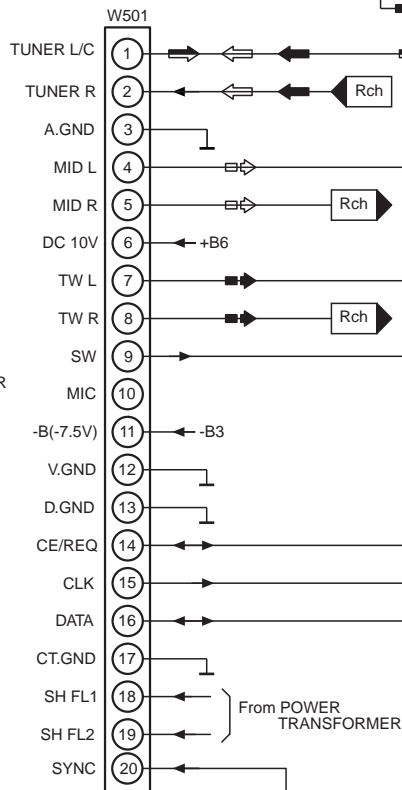 W501
TUNER L/C 1
TUNER R 2 Rch
A.GND 3
MID L 4
MID R 5 Rch
DC 10V 6 +B6
TW L 7
TW R 8 Rch
SW 9
R
MIC 10
-B(-7.5V) 11 -B3
V.GND 12
D.GND 13
CE/REQ 14
CLK 15
DATA 16
CT.GND 17
SH FL1 18
From POWER
TRANSFORMER
SH FL2 19
SYNC 20